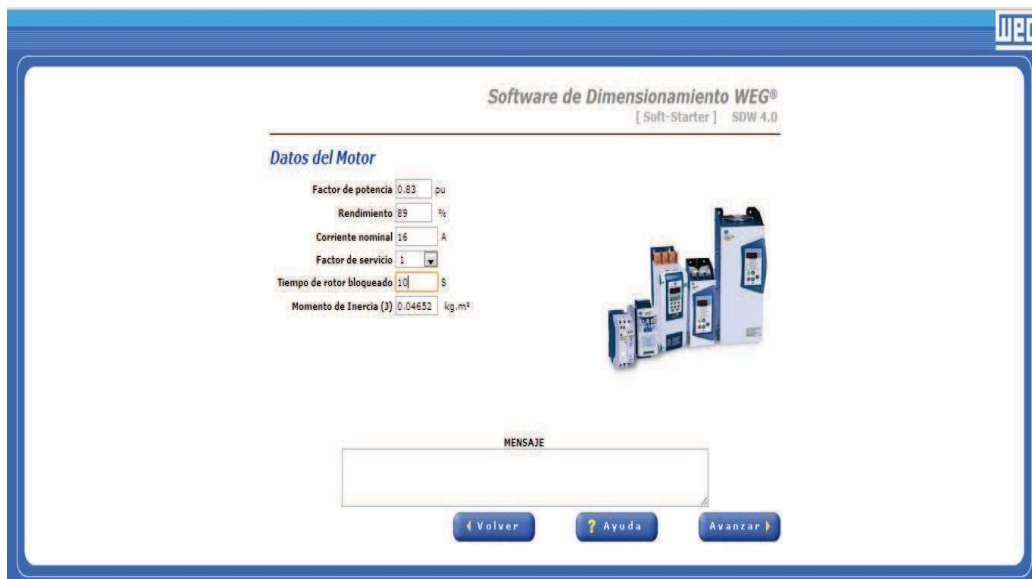 weg
Software de Dimensionamiento WEG®
[ Soft-Starter ] SDW 4.0
Datos del Motor
Factor de potencia 0.83 pu
Rendimiento 89 %
Corriente nominal 16 A
Factor de servicio 1
Tiempo de rotor bloqueado 10 S
Momento de Inercia (J) 0.04652 kg.m²
MENSAJE
Volver
? Ayuda
Avanzar